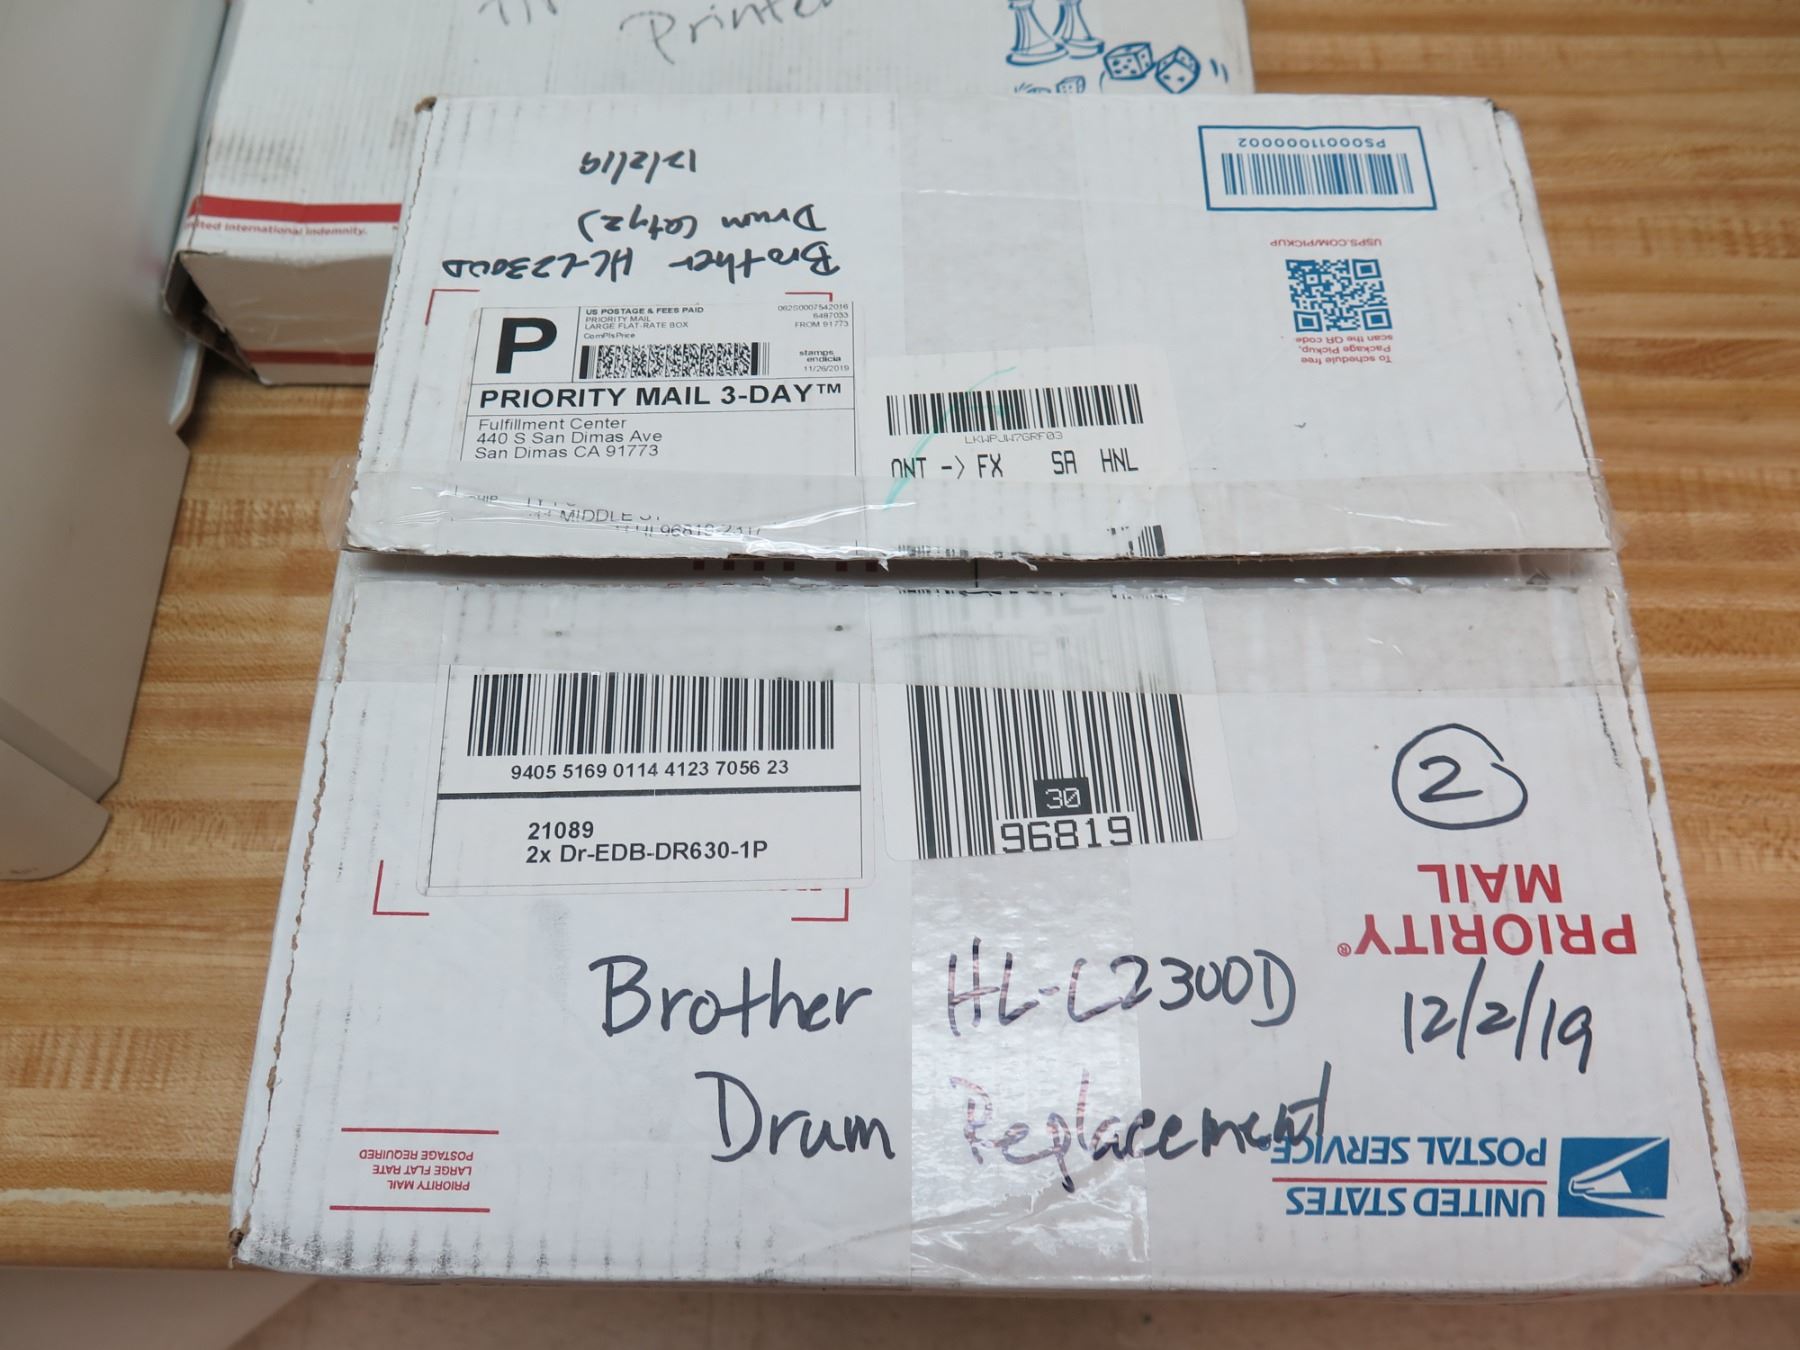 Printer
ited International indemnity.
PS00011000002
USPS.COM/PICKUP
To schedule free
Package Pickup,
scan the QR code
12/2/19
Brother HL-L2300D
Drum (Qty 2)
P
US POSTAGE & FEES PAID
PRIORITY MAIL
LARGE FLAT-RATE BOX
ComPlsPrice
062S0007542016
6487033
FROM 91773
stamps
endicia
11/26/2019
PRIORITY MAIL 3-DAY™
Fulfillment Center
440 S San Dimas Ave
San Dimas CA 91773
LKWPJW7GRF03
ONT -> FX SA HNL
MIDDLE
9405 5169 0114 4123 7056 23
21089
2x Dr-EDB-DR630-1P
30
96819
2
PRIORITY®
MAIL
Brother HL-L2300D 12/2/19
Drum Replacement
PRIORITY MAIL
LARGE FLAT RATE
POSTAGE REQUIRED
UNITED STATES
POSTAL SERVICE